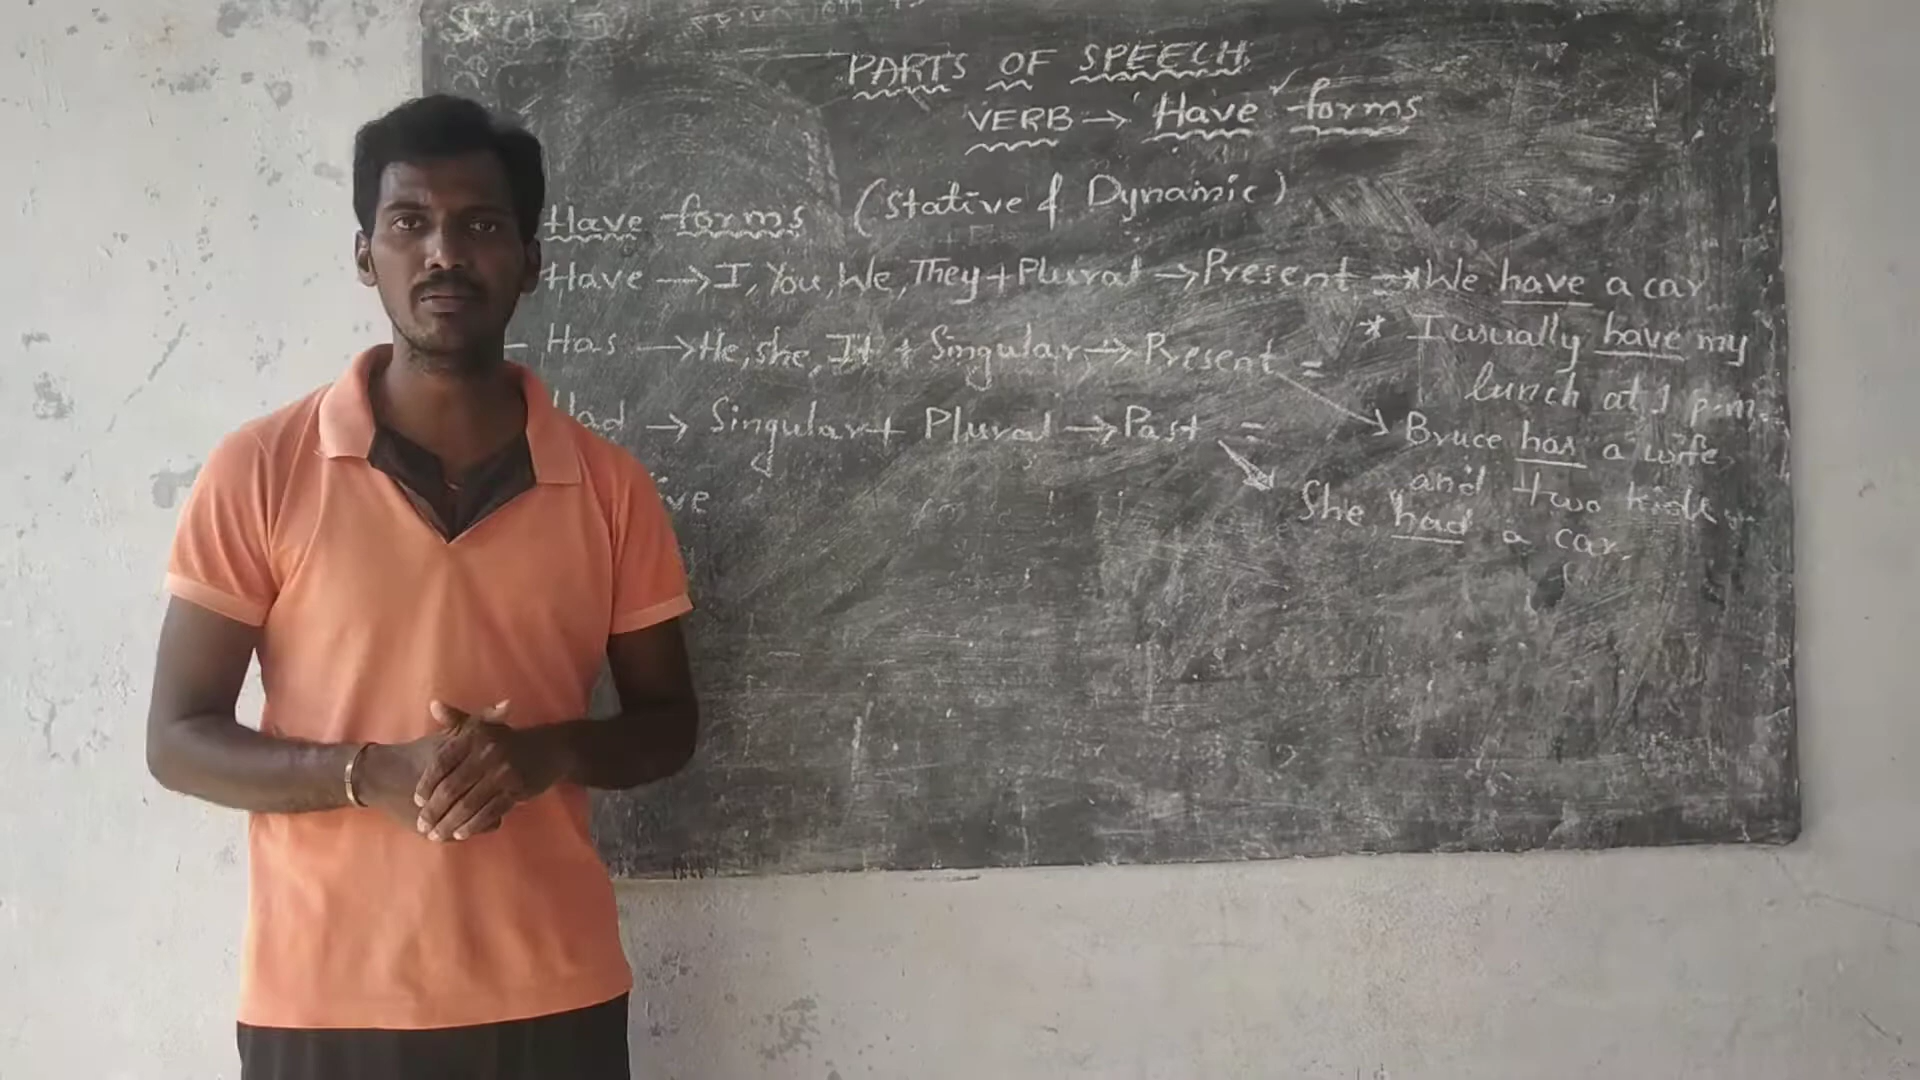 PARTS OF SPEECH
VERB → Have forms
Have forms (Stative & Dynamic)
Have → I, You, We, They + Plural → Present = * We have a car
* I usually have my
lunch at 1 p.m.
- Has → He, She, It + Singular → Present =
Bruce has a wife
and two kids
Had → Singular + Plural → Past =
She had a car.